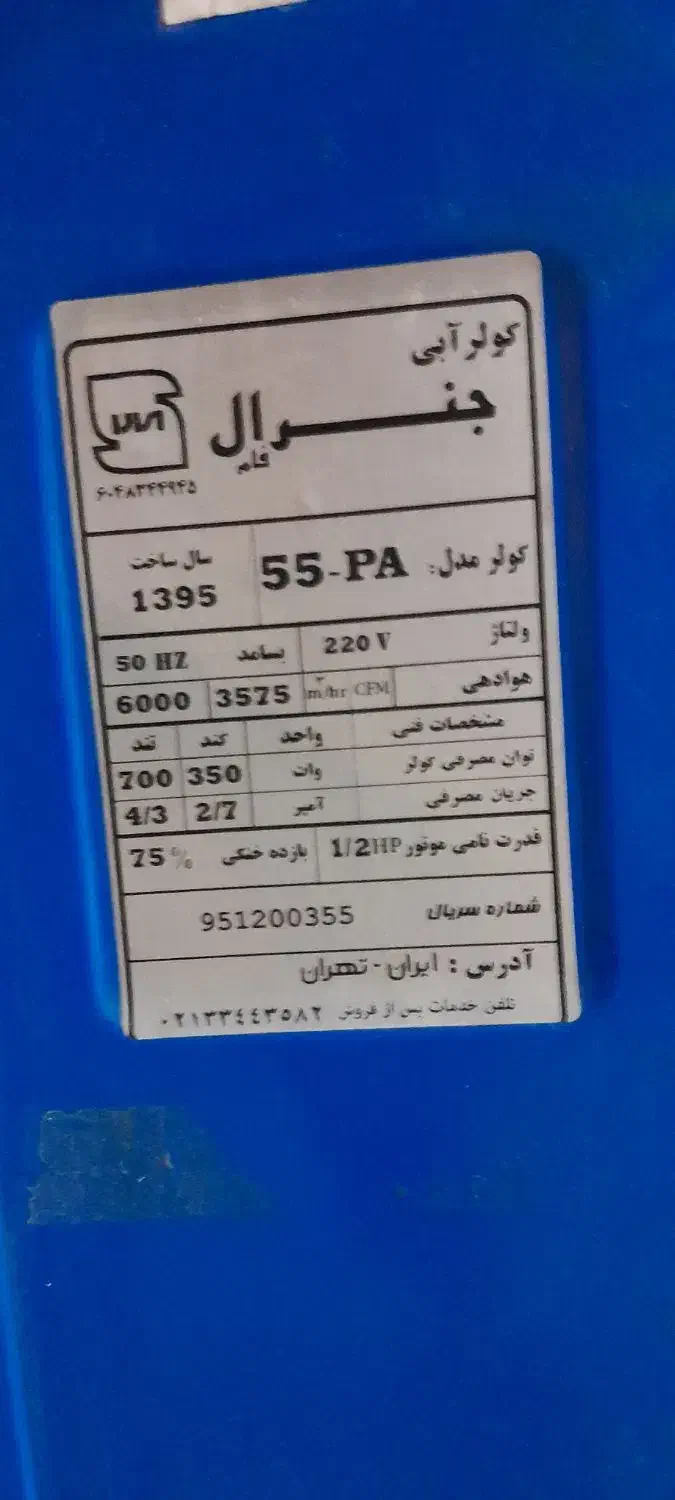 کولر آبی
جنرال
فام
۶۰۴۸۳۴۴۹۴۵
کولر مدل: 55-PA
سال ساخت
1395
ولتاژ 220 V بسامد 50 HZ
هوادهی CFM m³/hr 3575 6000
مشخصات فنی واحد کند تند
توان مصرفی کولر وات 350 700
جریان مصرفی آمپر 2/7 4/3
قدرت نامی موتور 1/2HP بازده خنکی 75%
شماره سریال 951200355
آدرس : ایران - تهران
تلفن خدمات پس از فروش ۰۲۱۳۳٤٤۳۵۸۲